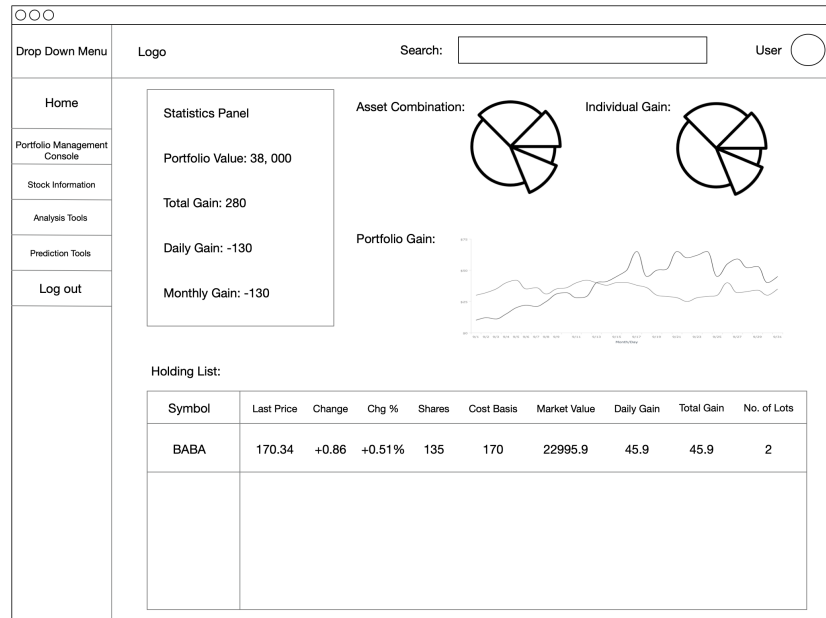 Drop Down Menu
Logo
Search:
User
Home
Portfolio Management
Console
Stock Information
Analysis Tools
Prediction Tools
Log out
Statistics Panel
Portfolio Value: 38, 000
Total Gain: 280
Daily Gain: -130
Monthly Gain: -130
Asset Combination:
Individual Gain:
Portfolio Gain:
Month/Day
Holding List:
Symbol Last Price Change Chg % Shares Cost Basis Market Value Daily Gain Total Gain No. of Lots
BABA 170.34 +0.86 +0.51% 135 170 22995.9 45.9 45.9 2